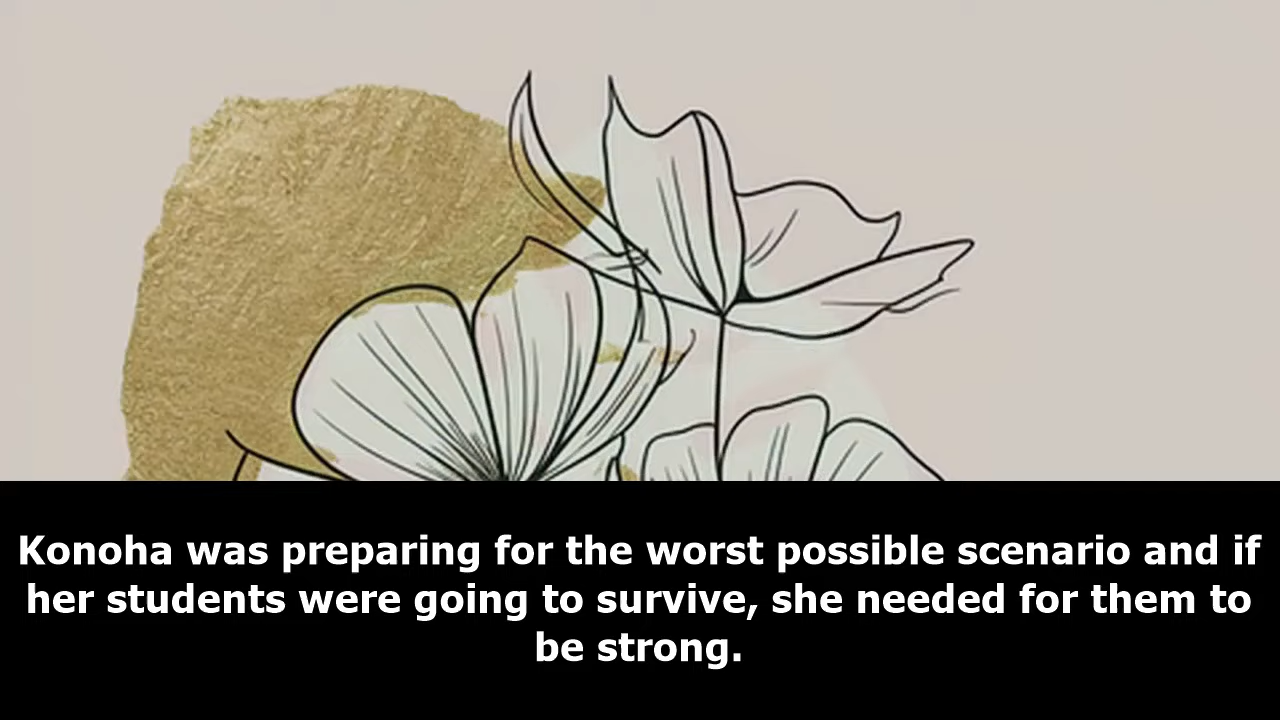 Konoha was preparing for the worst possible scenario and if
her students were going to survive, she needed for them to
be strong.